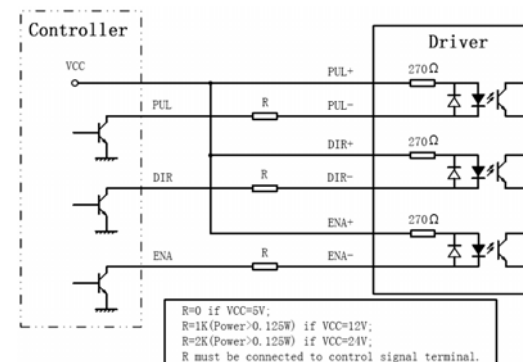 Controller
Driver
VCC
PUL+
270Ω
PUL
R
PUL-
DIR+
270Ω
DIR
R
DIR-
ENA+
270Ω
ENA
R
ENA-
R=0 if VCC=5V;
R=1K(Power>0.125W) if VCC=12V;
R=2K(Power>0.125W) if VCC=24V;
R must be connected to control signal terminal.